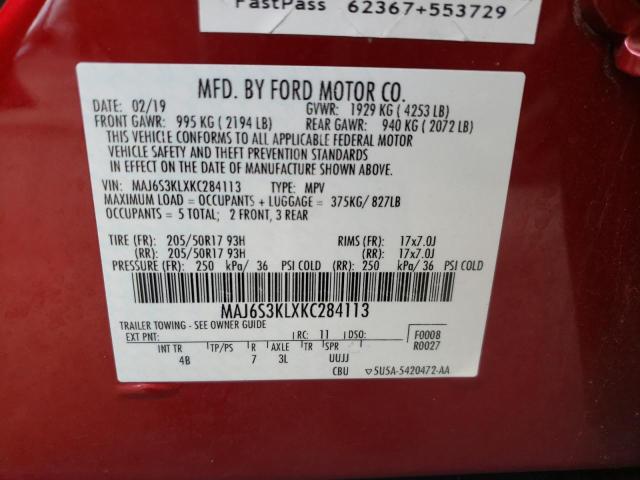 FastPass 62367+553729
MFD. BY FORD MOTOR CO.
DATE: 02/19 GVWR: 1929 KG ( 4253 LB)
FRONT GAWR: 995 KG ( 2194 LB) REAR GAWR: 940 KG ( 2072 LB)
THIS VEHICLE CONFORMS TO ALL APPLICABLE FEDERAL MOTOR
VEHICLE SAFETY AND THEFT PREVENTION STANDARDS
IN EFFECT ON THE DATE OF MANUFACTURE SHOWN ABOVE.
VIN: MAJ6S3KLXKC284113 TYPE: MPV
MAXIMUM LOAD = OCCUPANTS + LUGGAGE = 375KG/ 827LB
OCCUPANTS = 5 TOTAL; 2 FRONT, 3 REAR
TIRE (FR): 205/50R17 93H RIMS (FR): 17x7.0J
(RR): 205/50R17 93H (RR): 17x7.0J
PRESSURE (FR): 250 kPa/ 36 PSI COLD (RR): 250 kPa/ 36 PSI COLD
MAJ6S3KLXKC284113
TRAILER TOWING - SEE OWNER GUIDE
EXT PNT: RC: 11 DSO: F0008
R0027
INT TR TP/PS R AXLE TR SPR
4B 7 3L UUJJ
CBU ▽SU5A-5420472-AA